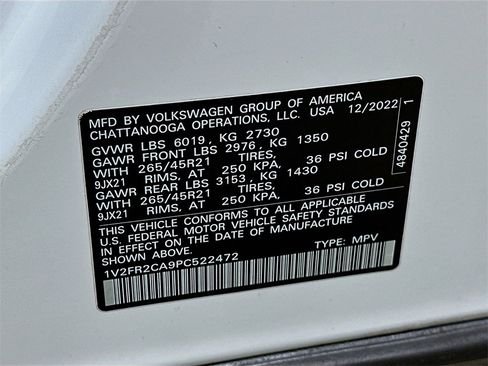 MFD BY VOLKSWAGEN GROUP OF AMERICA
CHATTANOOGA OPERATIONS, LLC. USA 12/2022
GVWR LBS 6019, KG 2730
GAWR FRONT LBS 2976, KG 1350
WITH 265/45R21 TIRES,
9JX21 RIMS, AT 250 KPA, 36 PSI COLD
GAWR REAR LBS 3153, KG 1430
WITH 265/45R21 TIRES,
9JX21 RIMS, AT 250 KPA, 36 PSI COLD
THIS VEHICLE CONFORMS TO ALL APPLICABLE
U.S. FEDERAL MOTOR VEHICLE SAFETY STANDARDS
IN EFFECT ON THE DATE OF MANUFACTURE
SHOWN ABOVE.
TYPE: MPV
1V2FR2CA9PC522472
4840429 1